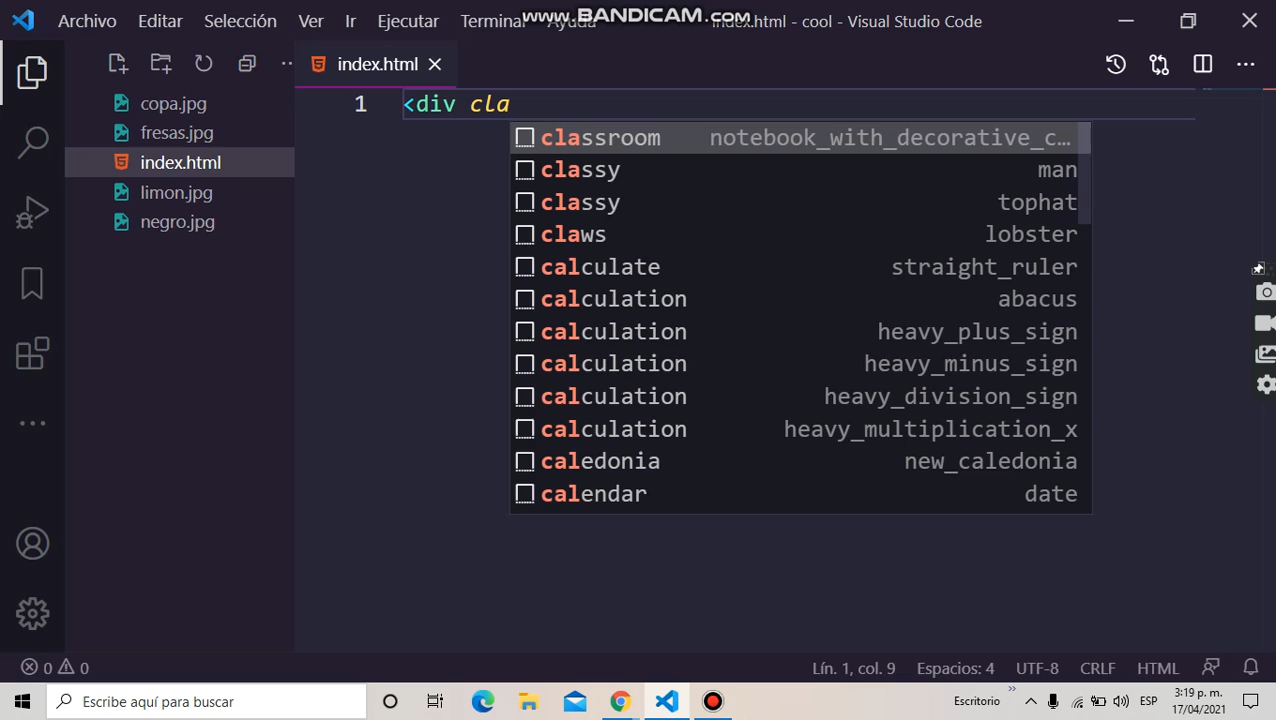 Archivo Editar Selección Ver Ir Ejecutar Terminal Ayuda index.html - cool - Visual Studio Code
www.BANDICAM.com
index.html
copa.jpg
fresas.jpg
index.html
limon.jpg
negro.jpg
1 <div cla
classroom notebook_with_decorative_c…
classy man
classy tophat
claws lobster
calculate straight_ruler
calculation abacus
calculation heavy_plus_sign
calculation heavy_minus_sign
calculation heavy_division_sign
calculation heavy_multiplication_x
caledonia new_caledonia
calendar date
0 0 Lín. 1, col. 9 Espacios: 4 UTF-8 CRLF HTML
Escribe aquí para buscar Escritorio » ESP 3:19 p. m.
17/04/2021